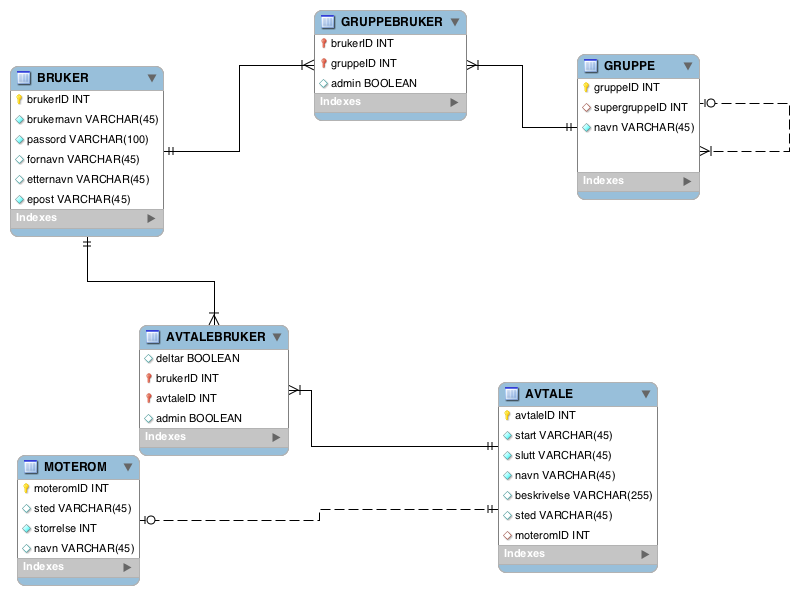 GRUPPEBRUKER
brukerID INT
gruppeID INT
admin BOOLEAN
Indexes
GRUPPE
gruppeID INT
supergruppeID INT
navn VARCHAR(45)
Indexes
BRUKER
brukerID INT
brukernavn VARCHAR(45)
passord VARCHAR(100)
fornavn VARCHAR(45)
etternavn VARCHAR(45)
epost VARCHAR(45)
Indexes
AVTALEBRUKER
deltar BOOLEAN
brukerID INT
avtaleID INT
admin BOOLEAN
Indexes
AVTALE
avtaleID INT
start VARCHAR(45)
slutt VARCHAR(45)
navn VARCHAR(45)
beskrivelse VARCHAR(255)
sted VARCHAR(45)
moteromID INT
Indexes
MOTEROM
moteromID INT
sted VARCHAR(45)
storrelse INT
navn VARCHAR(45)
Indexes